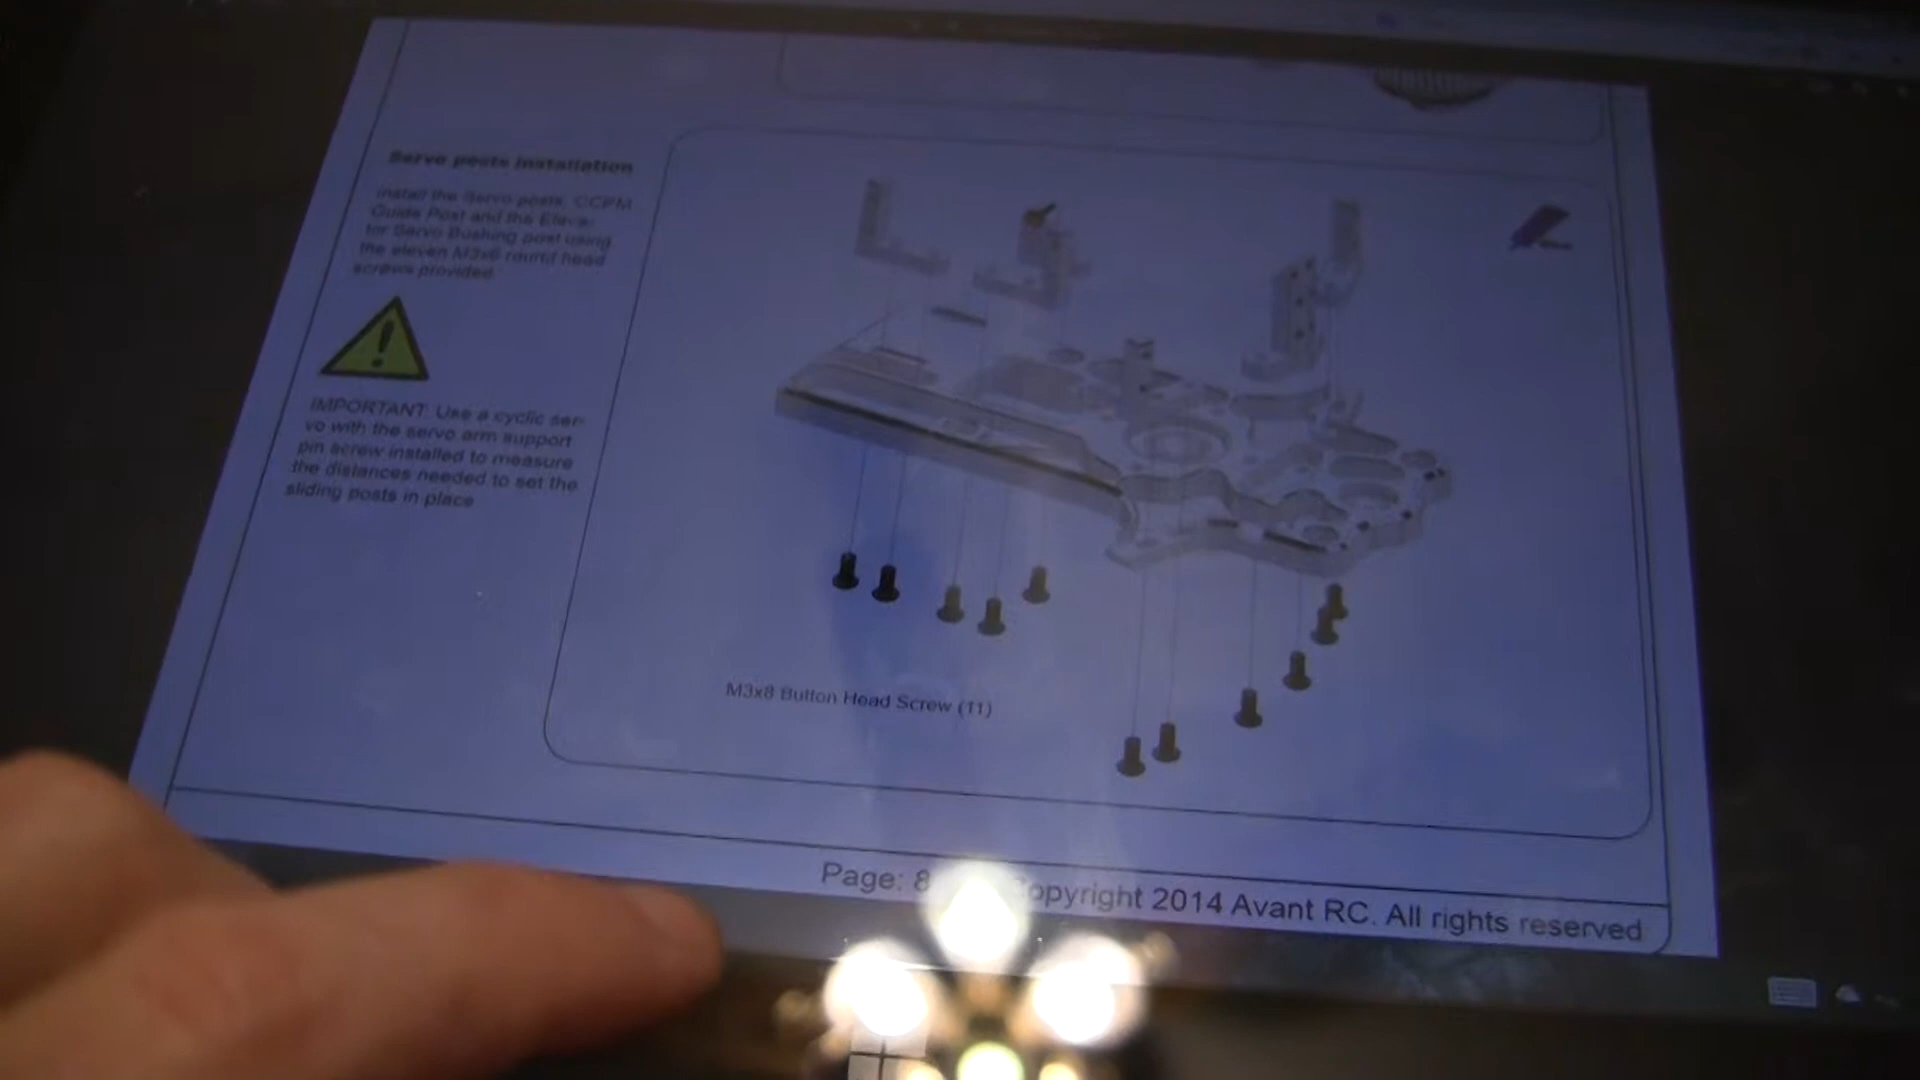 Servo posts installation
Install the Servo posts, CCPM
Guide Post and the Eleva-
tor Servo Bushing post using
the eleven M3x8 round head
screws provided.
IMPORTANT: Use a cyclic ser-
vo with the servo arm support
pin screw installed to measure
the distances needed to set the
sliding posts in place
M3x8 Button Head Screw (11)
Page: 8
opyright 2014 Avant RC. All rights reserved